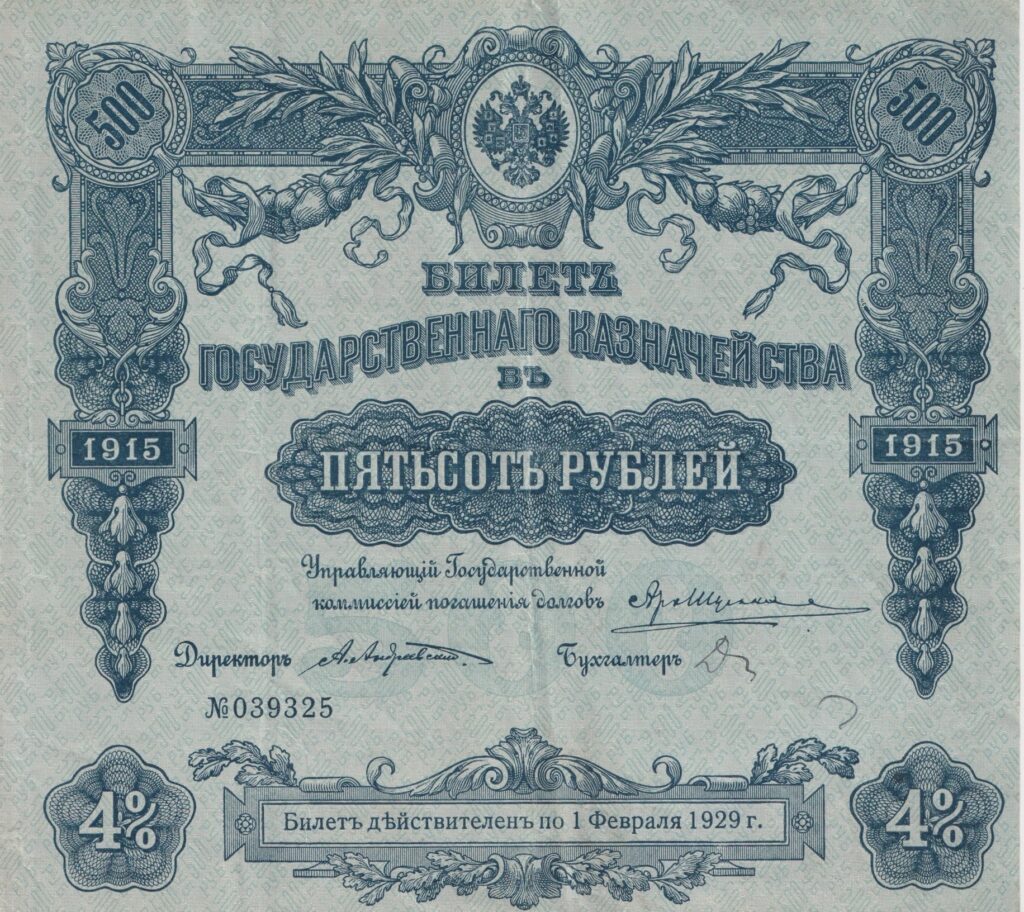 500 500
БИЛЕТЪ
ГОСУДАРСТВЕННАГО КАЗНАЧЕЙСТВА
ВЪ
1915 1915
ПЯТЬСОТЪ РУБЛЕЙ
Управляющій Государственной
коммиссіей погашенія долговъ
Директоръ Бухгалтеръ
№039325
4% 4%
Билетъ дѣйствителенъ по 1 Февраля 1929 г.